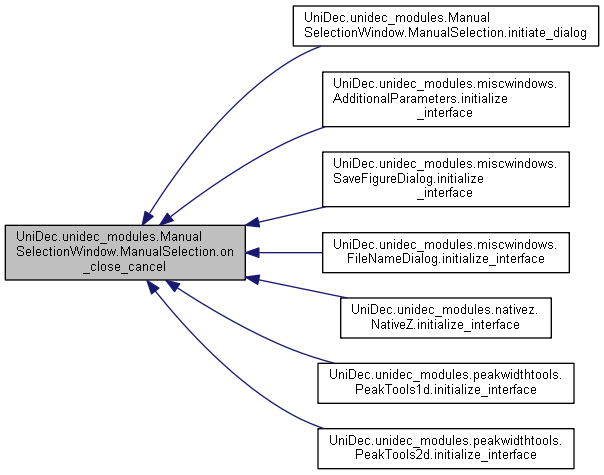 UniDec.unidec_modules.Manual
SelectionWindow.ManualSelection.initiate_dialog
UniDec.unidec_modules.miscwindows.
AdditionalParameters.initialize
_interface
UniDec.unidec_modules.miscwindows.
SaveFigureDialog.initialize
_interface
UniDec.unidec_modules.Manual
SelectionWindow.ManualSelection.on
_close_cancel
UniDec.unidec_modules.miscwindows.
FileNameDialog.initialize_interface
UniDec.unidec_modules.nativez.
NativeZ.initialize_interface
UniDec.unidec_modules.peakwidthtools.
PeakTools1d.initialize_interface
UniDec.unidec_modules.peakwidthtools.
PeakTools2d.initialize_interface